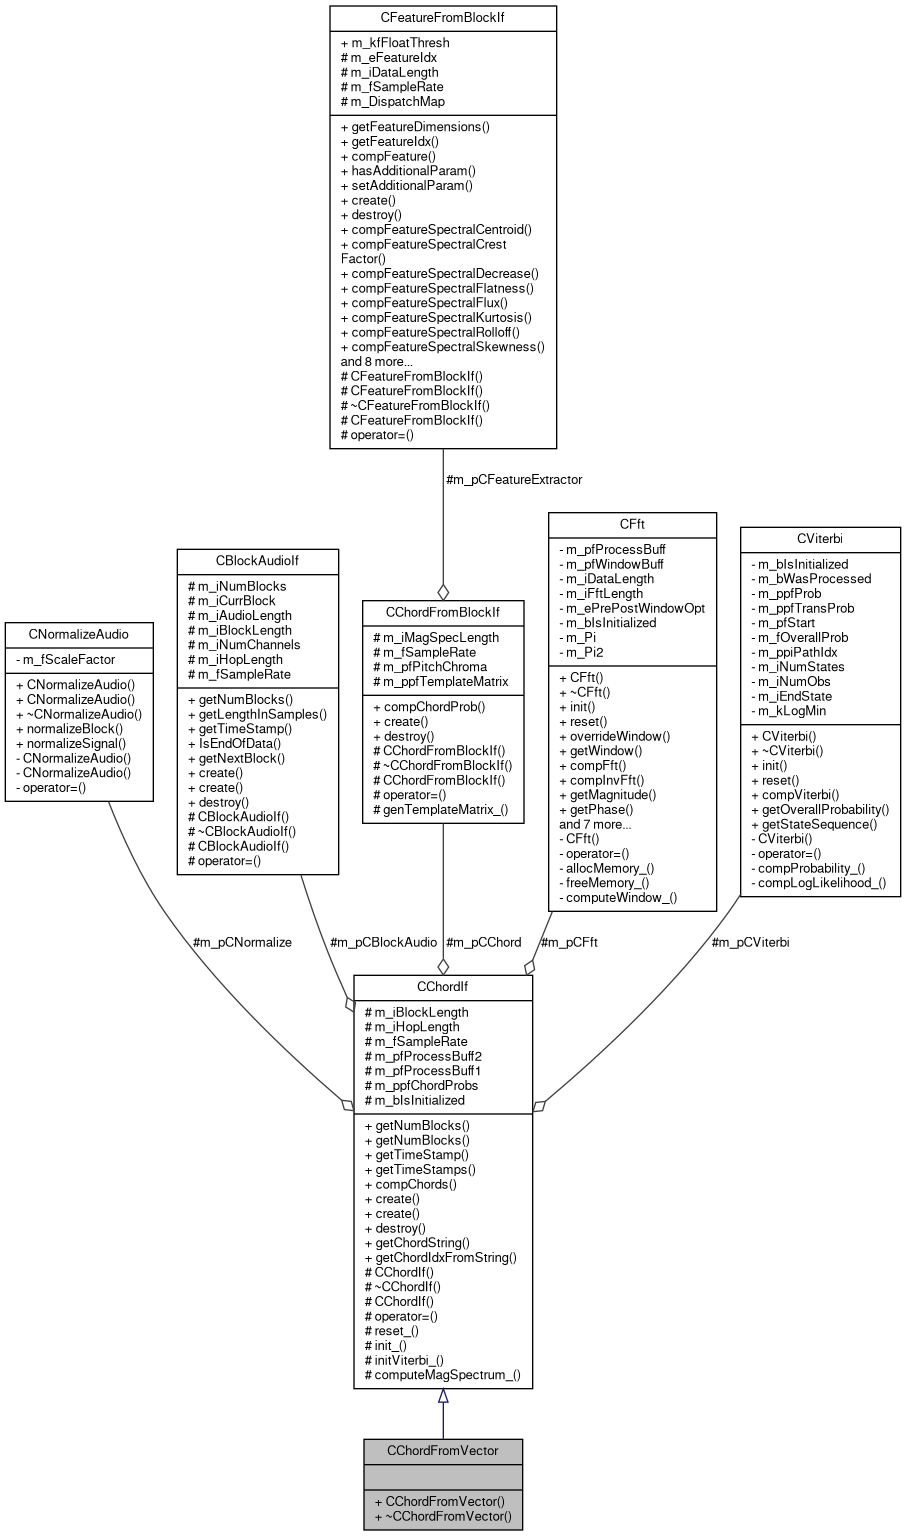 CFeatureFromBlockIf
+ m_kfFloatThresh
# m_eFeatureIdx
# m_iDataLength
# m_fSampleRate
# m_DispatchMap
+ getFeatureDimensions()
+ getFeatureIdx()
+ compFeature()
+ hasAdditionalParam()
+ setAdditionalParam()
+ create()
+ destroy()
+ compFeatureSpectralCentroid()
+ compFeatureSpectralCrest
Factor()
+ compFeatureSpectralDecrease()
+ compFeatureSpectralFlatness()
+ compFeatureSpectralFlux()
+ compFeatureSpectralKurtosis()
+ compFeatureSpectralRolloff()
+ compFeatureSpectralSkewness()
and 8 more...
# CFeatureFromBlockIf()
# CFeatureFromBlockIf()
# ~CFeatureFromBlockIf()
# CFeatureFromBlockIf()
# operator=()
#m_pCFeatureExtractor
CNormalizeAudio
- m_fScaleFactor
+ CNormalizeAudio()
+ CNormalizeAudio()
+ ~CNormalizeAudio()
+ normalizeBlock()
+ normalizeSignal()
- CNormalizeAudio()
- CNormalizeAudio()
- operator=()
CBlockAudioIf
# m_iNumBlocks
# m_iCurrBlock
# m_iAudioLength
# m_iBlockLength
# m_iNumChannels
# m_iHopLength
# m_fSampleRate
+ getNumBlocks()
+ getLengthInSamples()
+ getTimeStamp()
+ IsEndOfData()
+ getNextBlock()
+ create()
+ create()
+ destroy()
# CBlockAudioIf()
# ~CBlockAudioIf()
# CBlockAudioIf()
# operator=()
CChordFromBlockIf
# m_iMagSpecLength
# m_fSampleRate
# m_pfPitchChroma
# m_ppfTemplateMatrix
+ compChordProb()
+ create()
+ destroy()
# CChordFromBlockIf()
# ~CChordFromBlockIf()
# CChordFromBlockIf()
# operator=()
# genTemplateMatrix_()
CFft
- m_pfProcessBuff
- m_pfWindowBuff
- m_iDataLength
- m_iFftLength
- m_ePrePostWindowOpt
- m_bIsInitialized
- m_Pi
- m_Pi2
+ CFft()
+ ~CFft()
+ init()
+ reset()
+ overrideWindow()
+ getWindow()
+ compFft()
+ compInvFft()
+ getMagnitude()
+ getPhase()
and 7 more...
- CFft()
- operator=()
- allocMemory_()
- freeMemory_()
- computeWindow_()
CViterbi
- m_bIsInitialized
- m_bWasProcessed
- m_ppfProb
- m_ppfTransProb
- m_pfStart
- m_fOverallProb
- m_ppiPathIdx
- m_iNumStates
- m_iNumObs
- m_iEndState
- m_kLogMin
+ CViterbi()
+ ~CViterbi()
+ init()
+ reset()
+ compViterbi()
+ getOverallProbability()
+ getStateSequence()
- CViterbi()
- operator=()
- compProbability_()
- compLogLikelihood_()
#m_pCNormalize
#m_pCBlockAudio
#m_pCChord
#m_pCFft
#m_pCViterbi
CChordIf
# m_iBlockLength
# m_iHopLength
# m_fSampleRate
# m_pfProcessBuff2
# m_pfProcessBuff1
# m_ppfChordProbs
# m_bIsInitialized
+ getNumBlocks()
+ getNumBlocks()
+ getTimeStamp()
+ getTimeStamps()
+ compChords()
+ create()
+ create()
+ destroy()
+ getChordString()
+ getChordIdxFromString()
# CChordIf()
# ~CChordIf()
# CChordIf()
# operator=()
# reset_()
# init_()
# initViterbi_()
# computeMagSpectrum_()
CChordFromVector
+ CChordFromVector()
+ ~CChordFromVector()